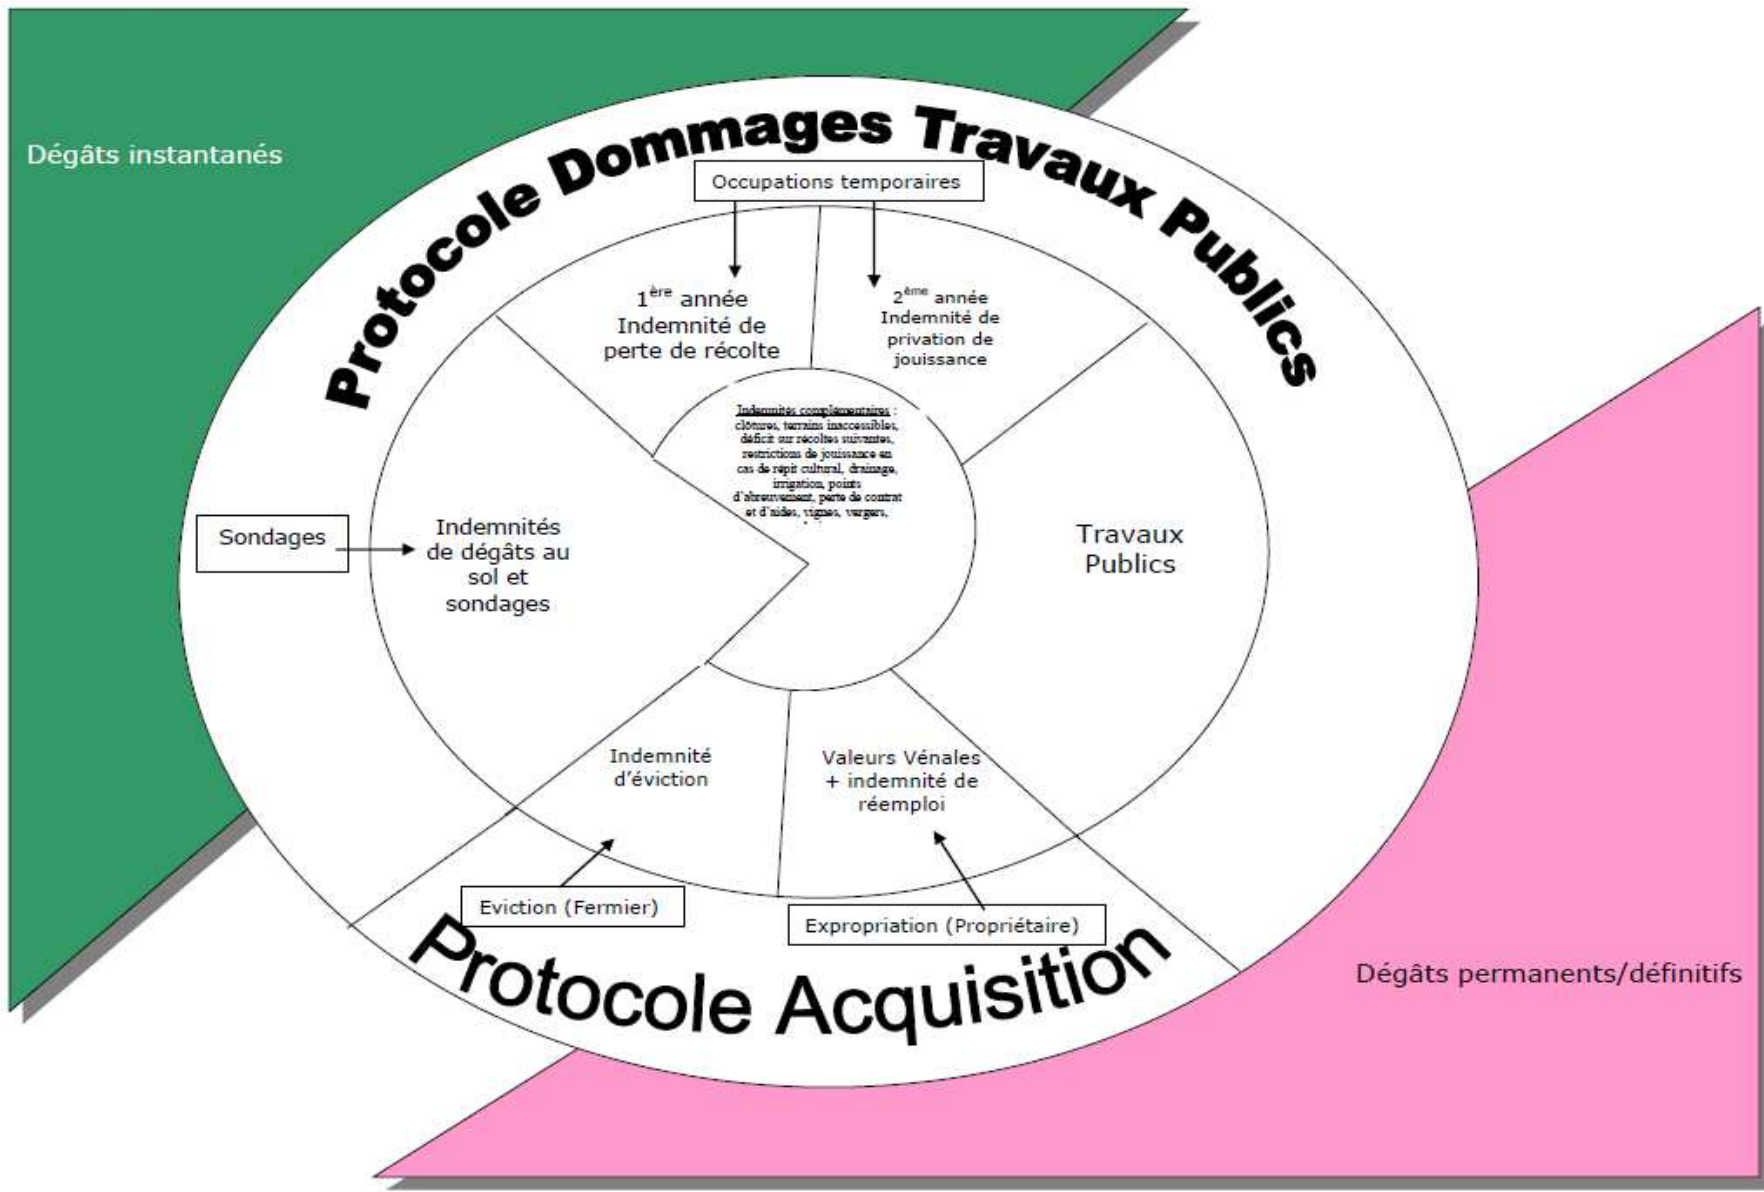 Protocole Dommages Travaux Publics
Dégâts instantanés
Occupations temporaires
1ère année
Indemnité de
perte de récolte
2ème année
Indemnité de
privation de
jouissance
Indemnités complémentaires :
clôtures, terrains inaccessibles,
déficit sur récoltes suivantes,
restrictions de jouissance en
cas de répit cultural, drainage,
irrigation, points
d'abreuvement, perte de contrat
et d'aides, vignes, vergers,
Sondages
Indemnités
de dégâts au
sol et
sondages
Travaux
Publics
Indemnité
d'éviction
Valeurs Vénales
+ indemnité de
réemploi
Eviction (Fermier)
Expropriation (Propriétaire)
Protocole Acquisition
Dégâts permanents/définitifs